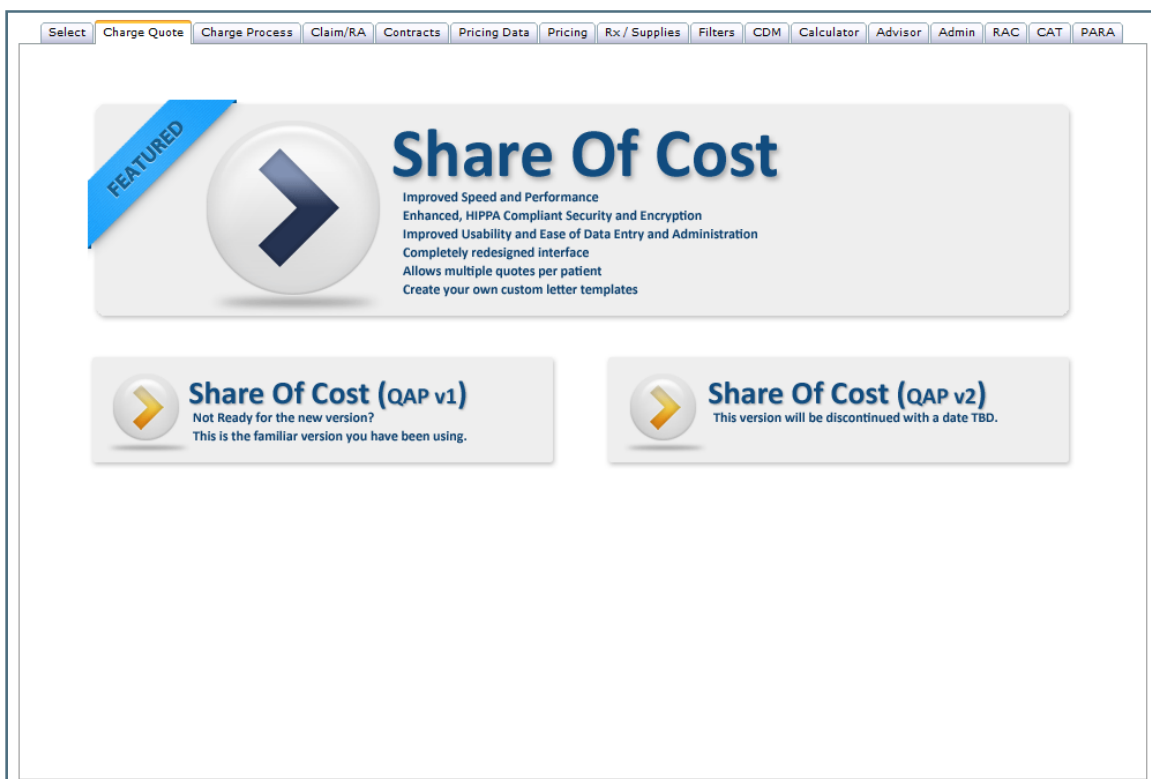 Select Charge Quote Charge Process Claim/RA Contracts Pricing Data Pricing Rx / Supplies Filters CDM Calculator Advisor Admin RAC CAT PARA
FEATURED
Share Of Cost
Improved Speed and Performance
Enhanced, HIPPA Compliant Security and Encryption
Improved Usability and Ease of Data Entry and Administration
Completely redesigned interface
Allows multiple quotes per patient
Create your own custom letter templates
Share Of Cost (QAP v1)
Not Ready for the new version?
This is the familiar version you have been using.
Share Of Cost (QAP v2)
This version will be discontinued with a date TBD.